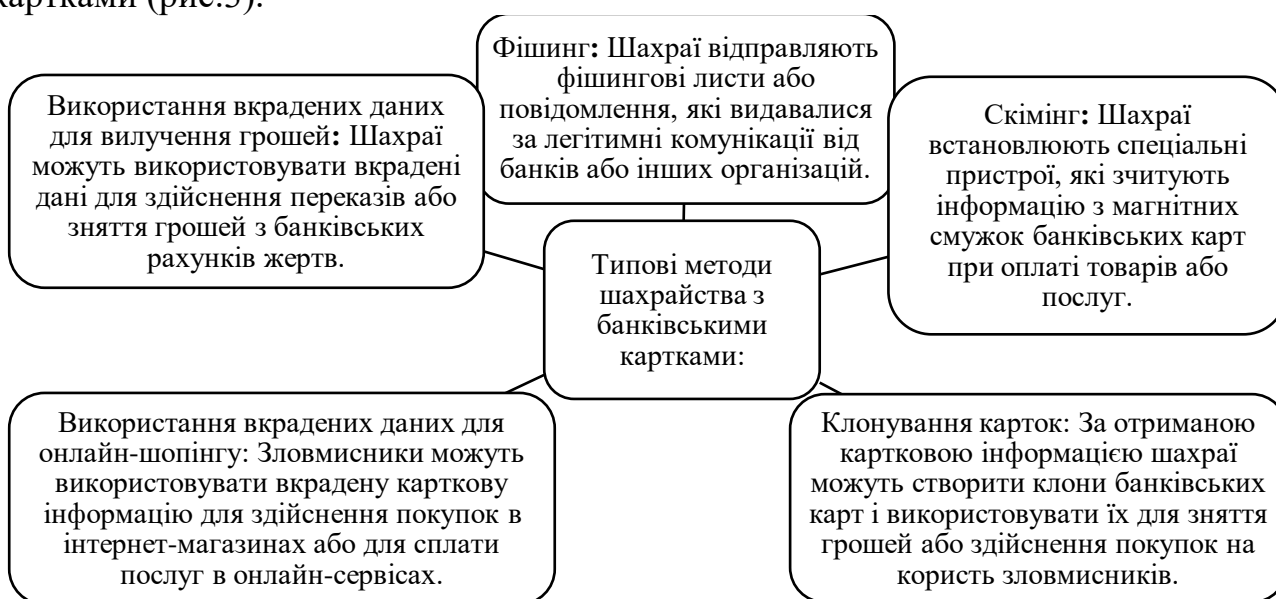 картками (рис.3).
Фішинг: Шахраї відправляють
фішингові листи або
повідомлення, які видавалися
за легітимні комунікації від
банків або інших організацій.
Використання вкрадених даних
для вилучення грошей: Шахраї
можуть використовувати вкрадені
дані для здійснення переказів або
зняття грошей з банківських
рахунків жертв.
Скімінг: Шахраї
встановлюють спеціальні
пристрої, які зчитують
інформацію з магнітних
смужок банківських карт
при оплаті товарів або
послуг.
Типові методи
шахрайства з
банківськими
картками:
Використання вкрадених даних для
онлайн-шопінгу: Зловмисники можуть
використовувати вкрадену карткову
інформацію для здійснення покупок в
інтернет-магазинах або для сплати
послуг в онлайн-сервісах.
Клонування карток: За отриманою
картковою інформацією шахраї
можуть створити клони банківських
карт і використовувати їх для зняття
грошей або здійснення покупок на
користь зловмисників.